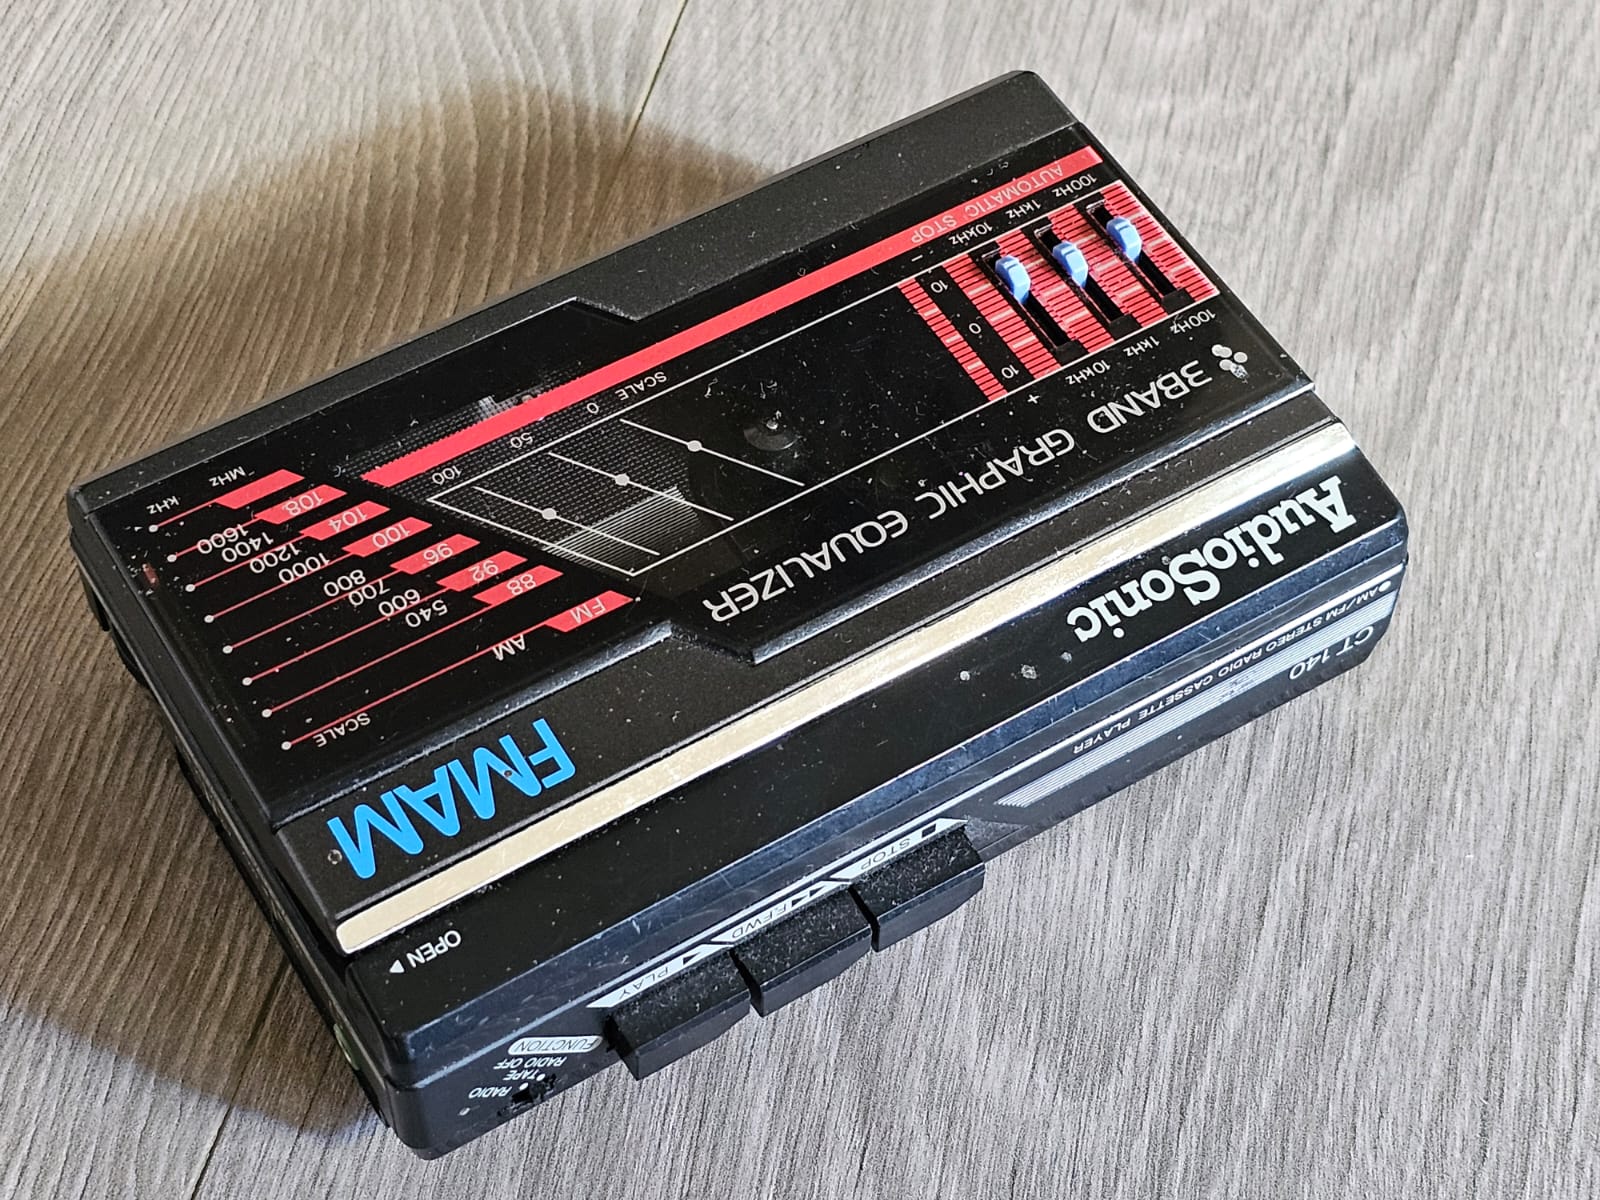 AudioSonic
CT 140
AM/FM STEREO RADIO CASSETTE PLAYER
3BAND GRAPHIC EQUALIZER
100Hz
1kHz
10kHz
+
10
0
10
−
100Hz
1kHz
10kHz
AUTOMATIC STOP
SCALE
0
50
100
FM
88
92
96
100
104
108
MHz
AM
540
600
700
800
1000
1200
1400
1600
kHz
SCALE
FMAM
OPEN
STOP
F.FWD
PLAY
FUNCTION
RADIO OFF
TAPE
RADIO